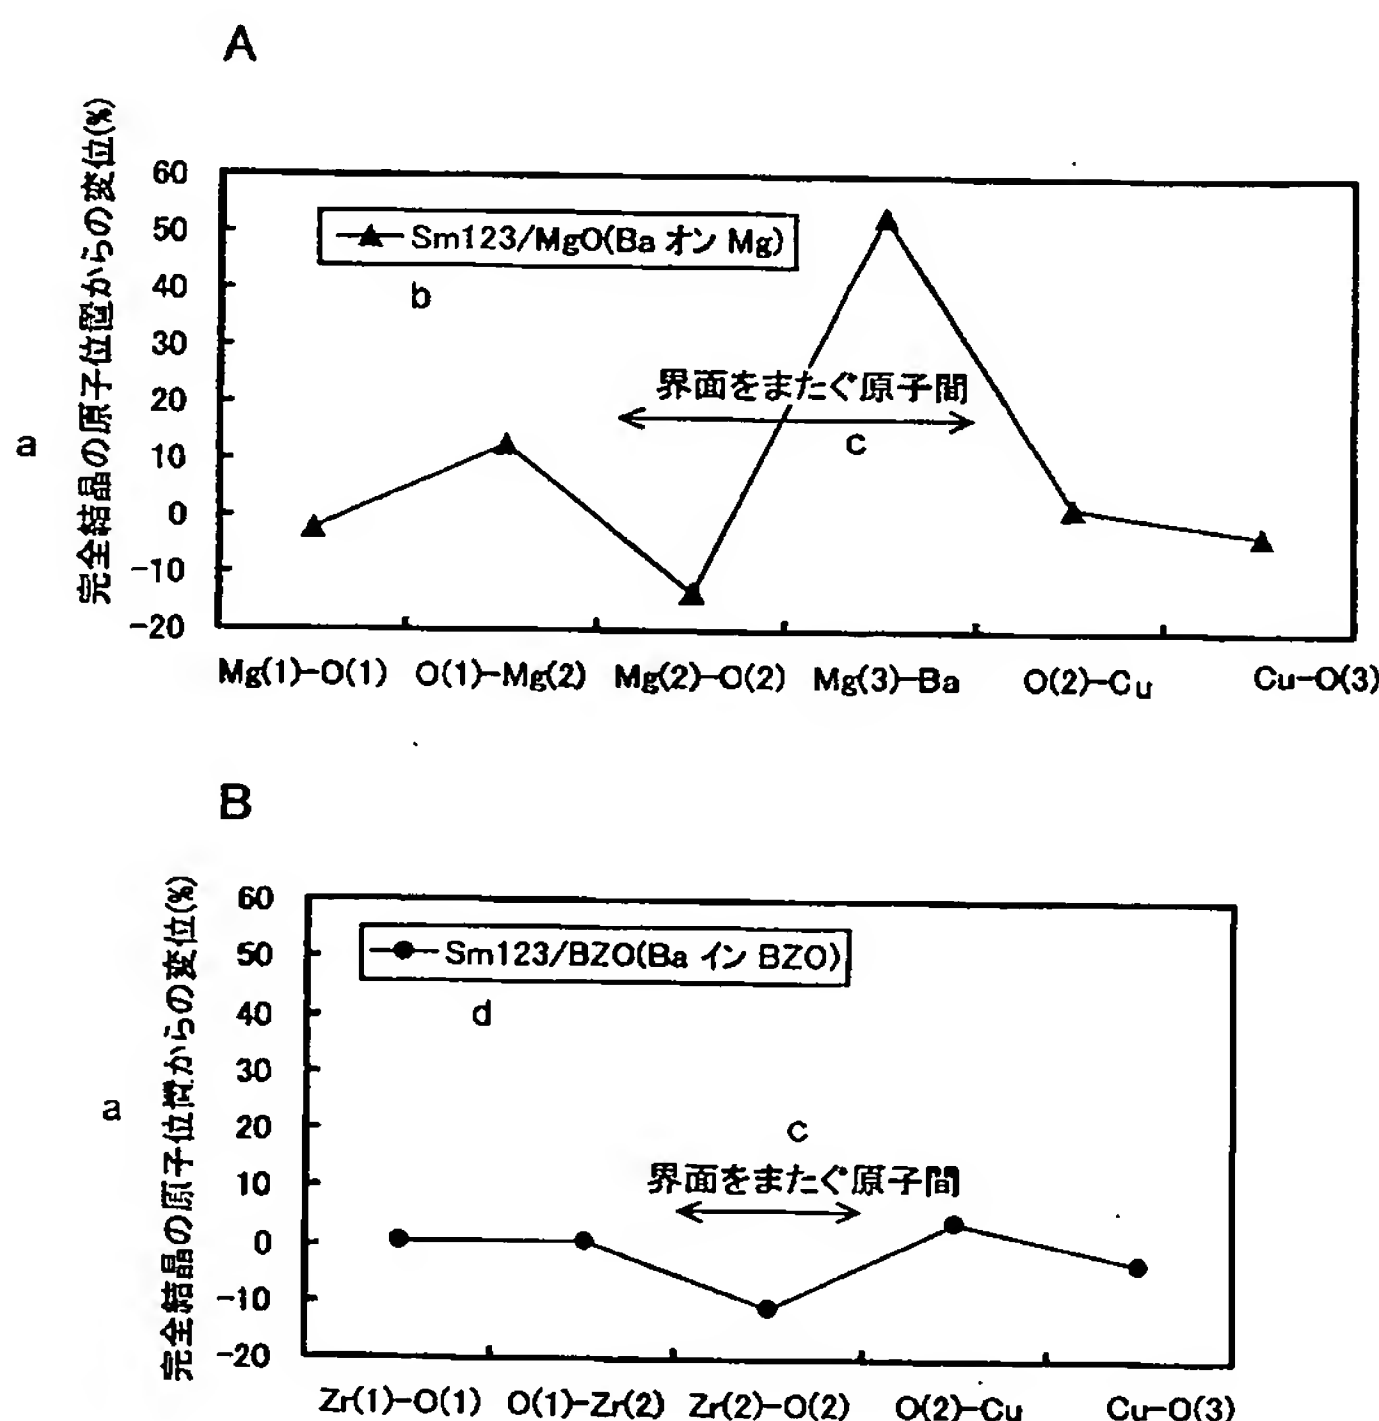 A
完全結晶の原子位置からの変位(%)
a
60
50
40
30
20
10
0
-10
-20
Sm123/MgO(Ba オン Mg)
b
界面をまたぐ原子間
c
Mg(1)-O(1) O(1)-Mg(2) Mg(2)-O(2) Mg(3)-Ba O(2)-Cu Cu-O(3)
B
完全結晶の原子位置からの変位(%)
a
60
50
40
30
20
10
0
-10
-20
Sm123/BZO(Ba イン BZO)
d
c
界面をまたぐ原子間
Zr(1)-O(1) O(1)-Zr(2) Zr(2)-O(2) O(2)-Cu Cu-O(3)